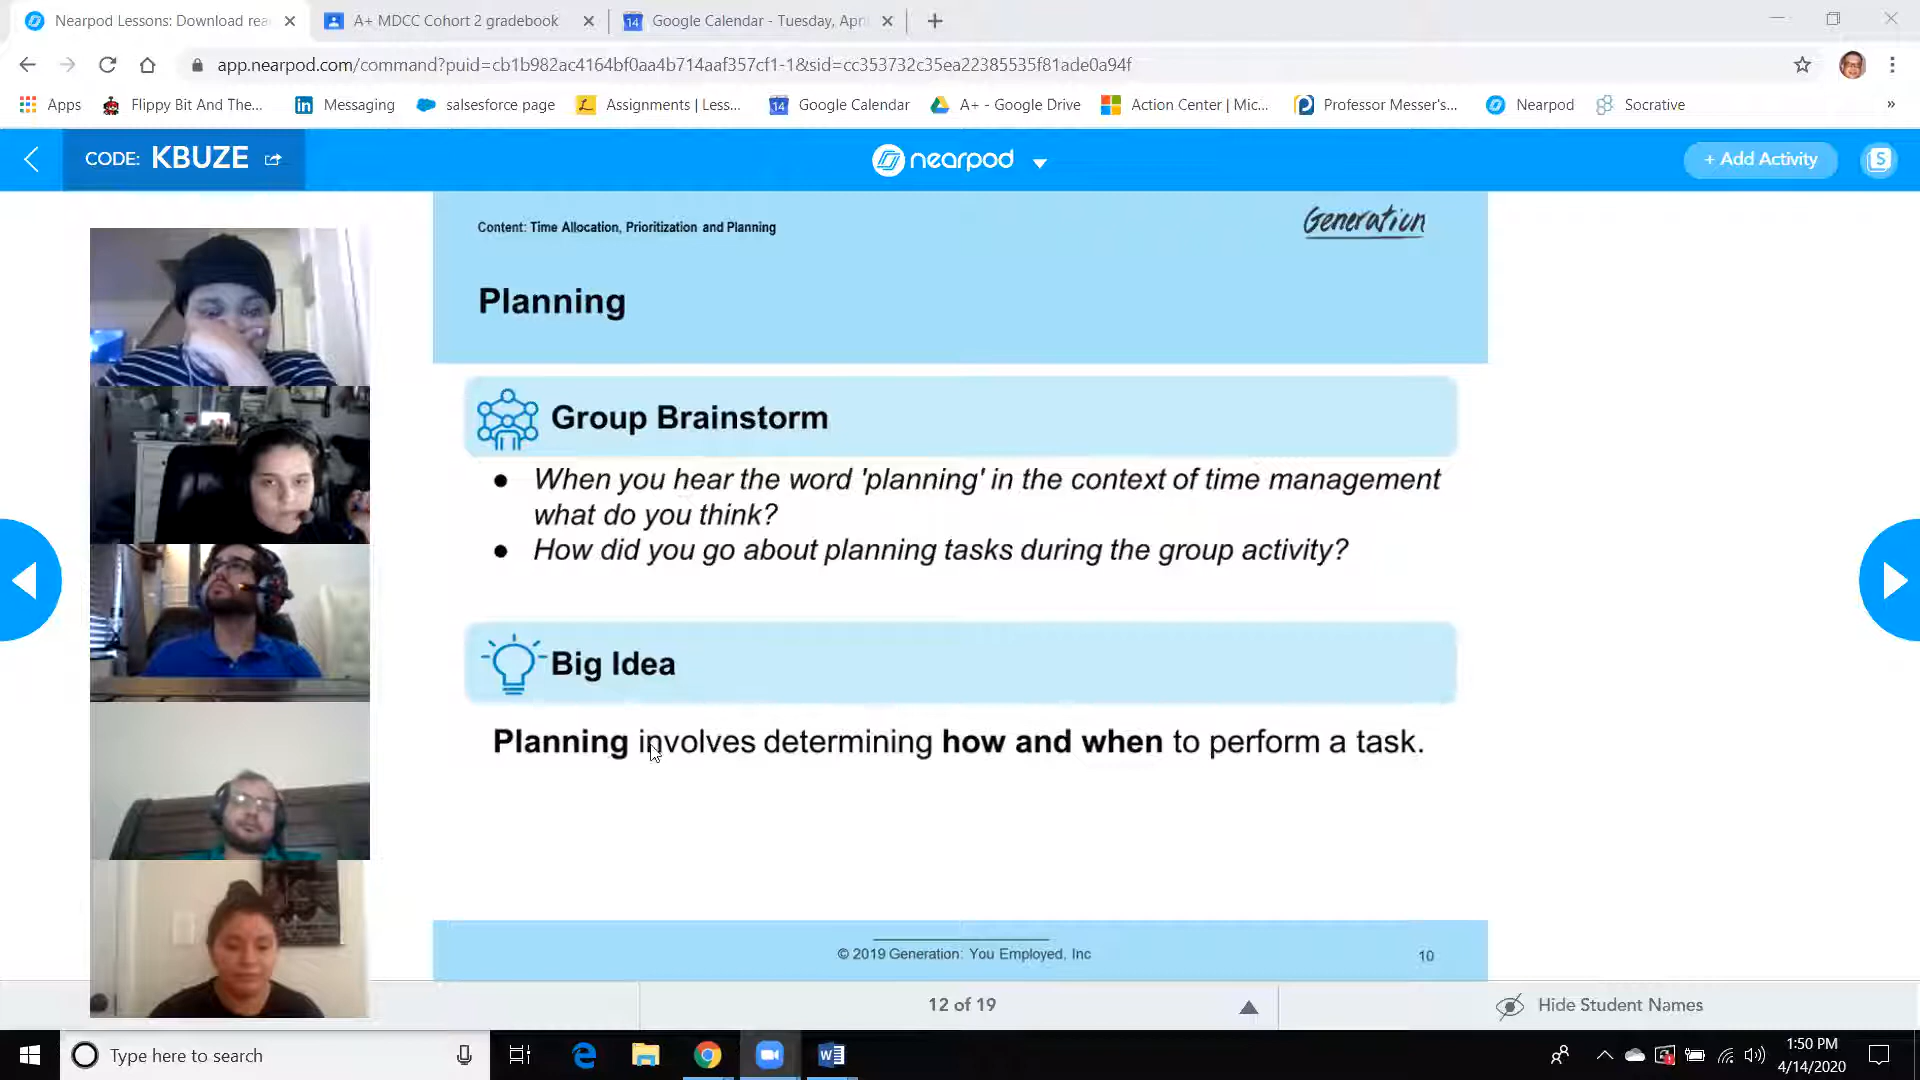 Nearpod Lessons: Download rea
A+ MDCC Cohort 2 gradebook
Google Calendar - Tuesday, Apri
app.nearpod.com/command?puid=cb1b982ac4164bf0aa4b714aaf357cf1-1&sid=cc353732c35ea22385535f81ade0a94f
Apps
Flippy Bit And The...
Messaging
salsesforce page
Assignments | Less...
Google Calendar
A+ - Google Drive
Action Center | Mic...
Professor Messer's...
Nearpod
Socrative
»
CODE: KBUZE
nearpod
+ Add Activity
S
Content: Time Allocation, Prioritization and Planning
Generation
Planning
Group Brainstorm
● When you hear the word 'planning' in the context of time management
what do you think?
● How did you go about planning tasks during the group activity?
Big Idea
Planning involves determining how and when to perform a task.
© 2019 Generation: You Employed, Inc
10
12 of 19
Hide Student Names
Type here to search
1:50 PM
4/14/2020